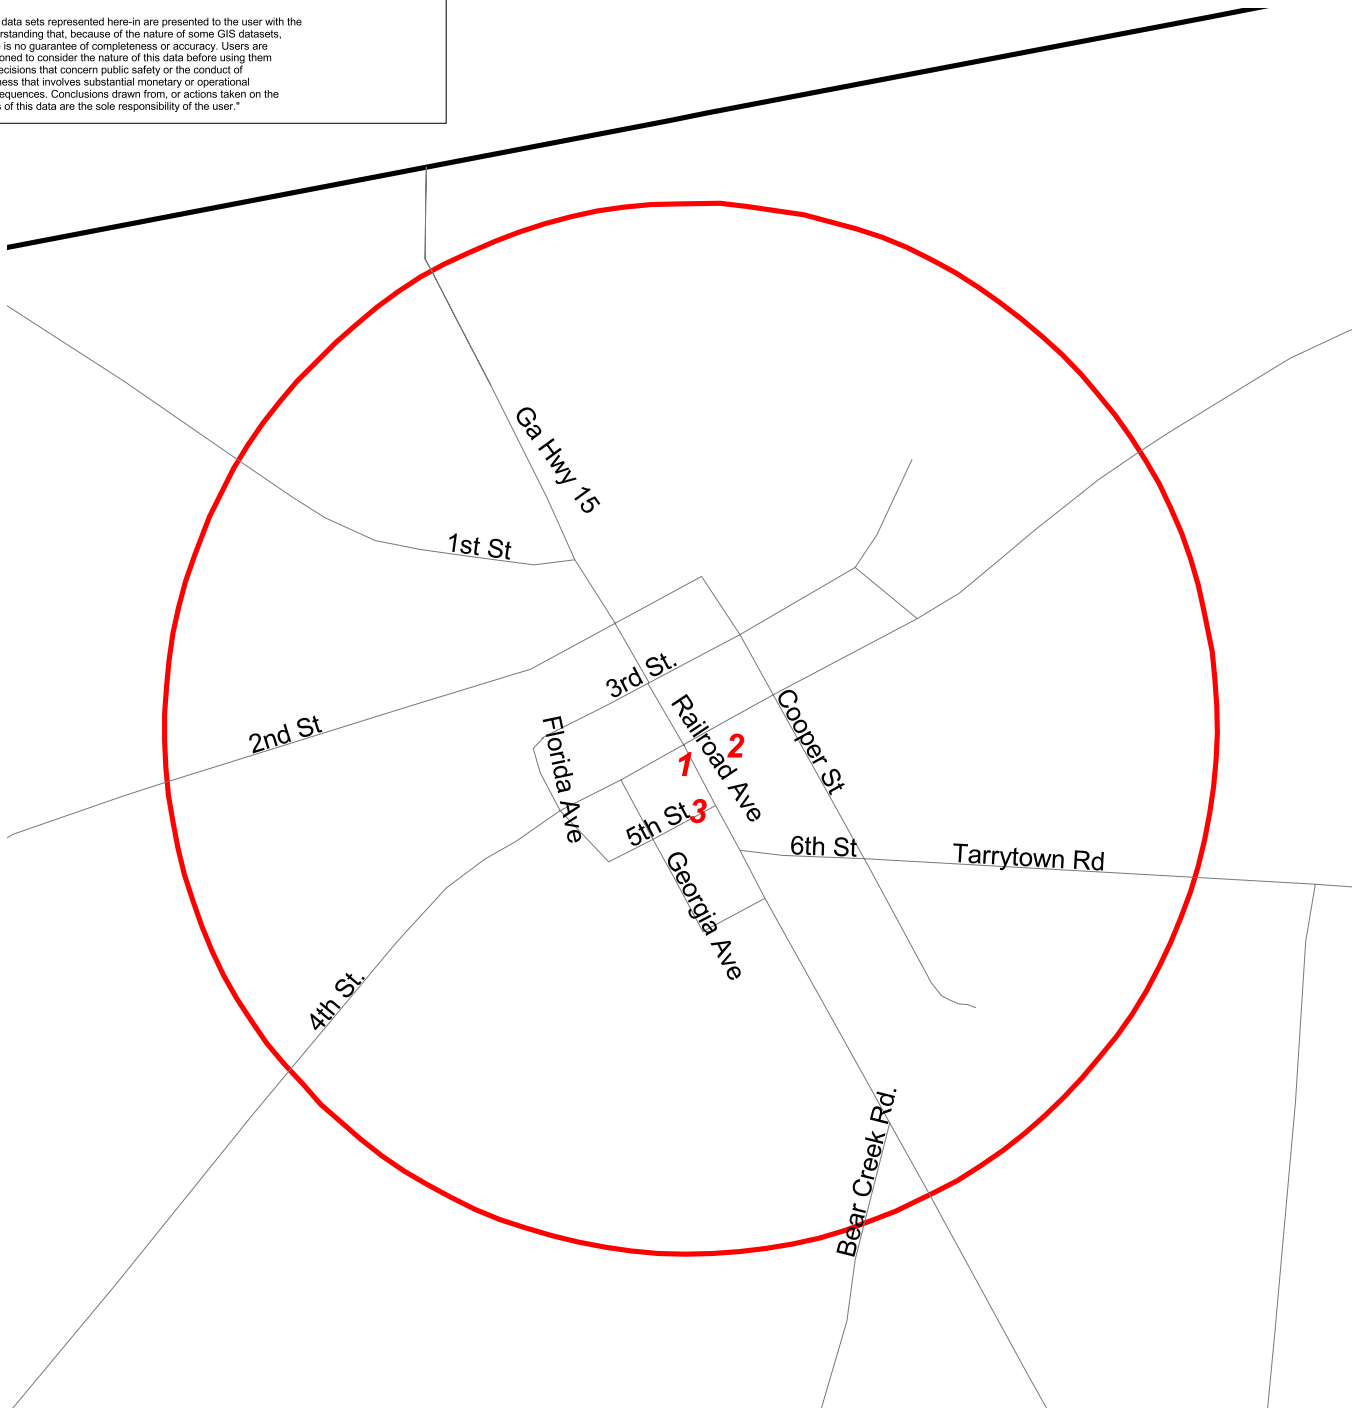 data sets represented here-in are presented to the user with the
that, because of the nature of some GIS datasets,
is no guarantee of completeness or accuracy. Users are
to consider the nature of this data before using them
that concern public safety or the conduct of
that involves substantial monetary or operational
Conclusions drawn from, or actions taken on the
of this data are the sole responsibility of the user."
Ga Hwy 15
1st St
3rd St.
2nd St
Florida Ave
Railroad Ave
Cooper St
1
2
3
5th St
6th St
Tarrytown Rd
Georgia Ave
4th St.
Bear Creek Rd.